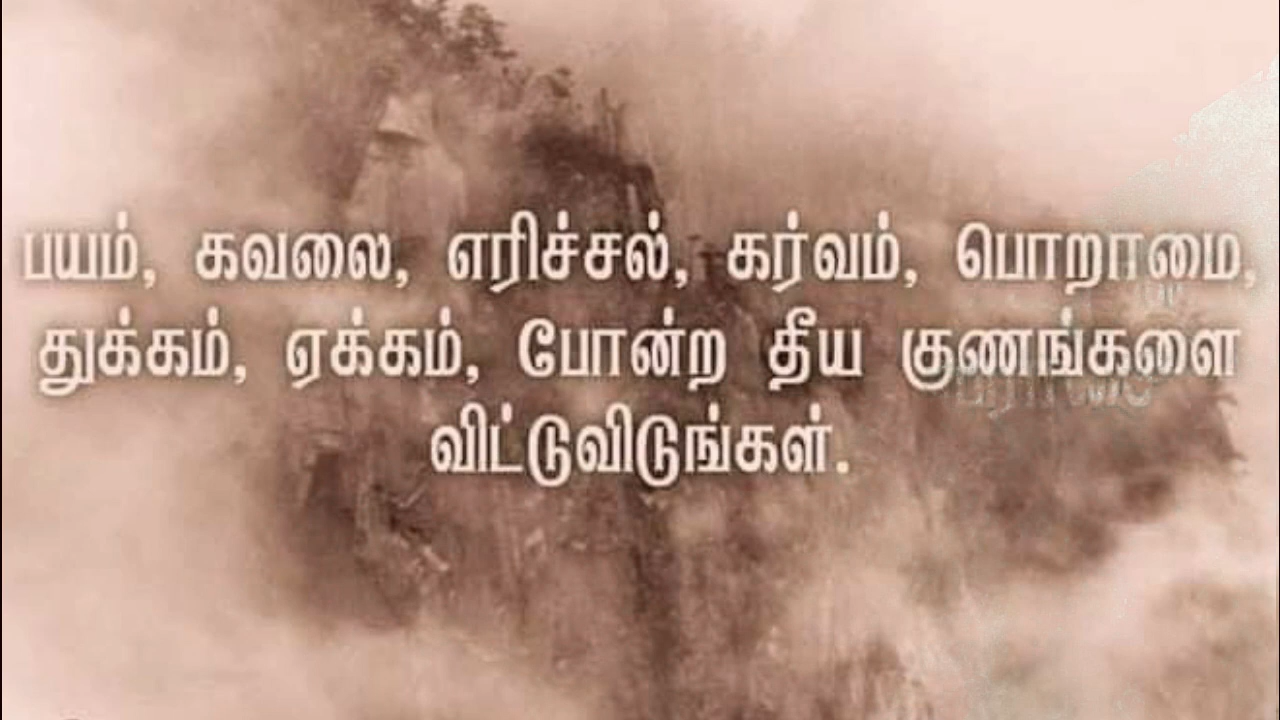 பயம், கவலை, எரிச்சல், கர்வம், பொறாமை,
துக்கம், ஏக்கம், போன்ற தீய குணங்களை
விட்டுவிடுங்கள்.